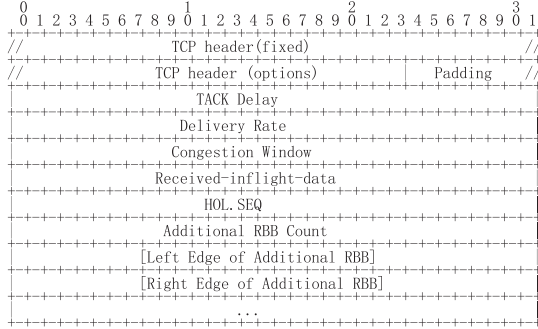 0                   1                   2                   3
0 1 2 3 4 5 6 7 8 9 0 1 2 3 4 5 6 7 8 9 0 1 2 3 4 5 6 7 8 9 0 1
// TCP header(fixed) //
// TCP header (options) | Padding //
TACK Delay
Delivery Rate
Congestion Window
Received-inflight-data
HOL.SEQ
Additional RBB Count
[Left Edge of Additional RBB]
[Right Edge of Additional RBB]
...